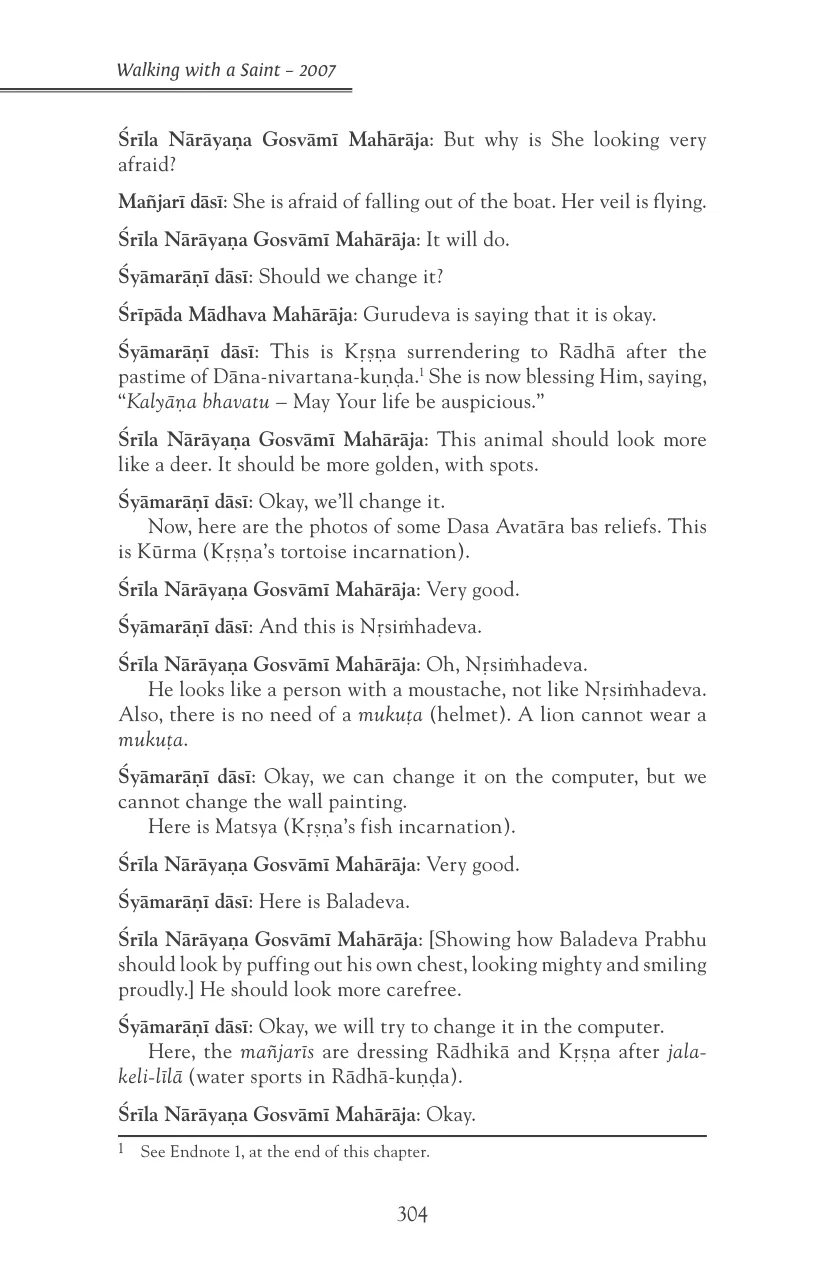 Walking with a Saint – 2007
Śrīla Nārāyaṇa Gosvāmī Mahārāja: But why is She looking very
afraid?
Mañjarī dāsī: She is afraid of falling out of the boat. Her veil is flying.
Śrīla Nārāyaṇa Gosvāmī Mahārāja: It will do.
Śyāmarāṇī dāsī: Should we change it?
Śrīpāda Mādhava Mahārāja: Gurudeva is saying that it is okay.
Śyāmarāṇī dāsī: This is Kṛṣṇa surrendering to Rādhā after the
pastime of Dāna-nivartana-kuṇḍa.1 She is now blessing Him, saying,
“Kalyāṇa bhavatu – May Your life be auspicious.”
Śrīla Nārāyaṇa Gosvāmī Mahārāja: This animal should look more
like a deer. It should be more golden, with spots.
Śyāmarāṇī dāsī: Okay, we’ll change it.
Now, here are the photos of some Dasa Avatāra bas reliefs. This
is Kūrma (Kṛṣṇa’s tortoise incarnation).
Śrīla Nārāyaṇa Gosvāmī Mahārāja: Very good.
Śyāmarāṇī dāsī: And this is Nṛsiṁhadeva.
Śrīla Nārāyaṇa Gosvāmī Mahārāja: Oh, Nṛsiṁhadeva.
He looks like a person with a moustache, not like Nṛsiṁhadeva.
Also, there is no need of a mukuṭa (helmet). A lion cannot wear a
mukuṭa.
Śyāmarāṇī dāsī: Okay, we can change it on the computer, but we
cannot change the wall painting.
Here is Matsya (Kṛṣṇa’s fish incarnation).
Śrīla Nārāyaṇa Gosvāmī Mahārāja: Very good.
Śyāmarāṇī dāsī: Here is Baladeva.
Śrīla Nārāyaṇa Gosvāmī Mahārāja: [Showing how Baladeva Prabhu
should look by puffing out his own chest, looking mighty and smiling
proudly.] He should look more carefree.
Śyāmarāṇī dāsī: Okay, we will try to change it in the computer.
Here, the mañjarīs are dressing Rādhikā and Kṛṣṇa after jala-
keli-līlā (water sports in Rādhā-kuṇḍa).
Śrīla Nārāyaṇa Gosvāmī Mahārāja: Okay.
1 See Endnote 1, at the end of this chapter.
304